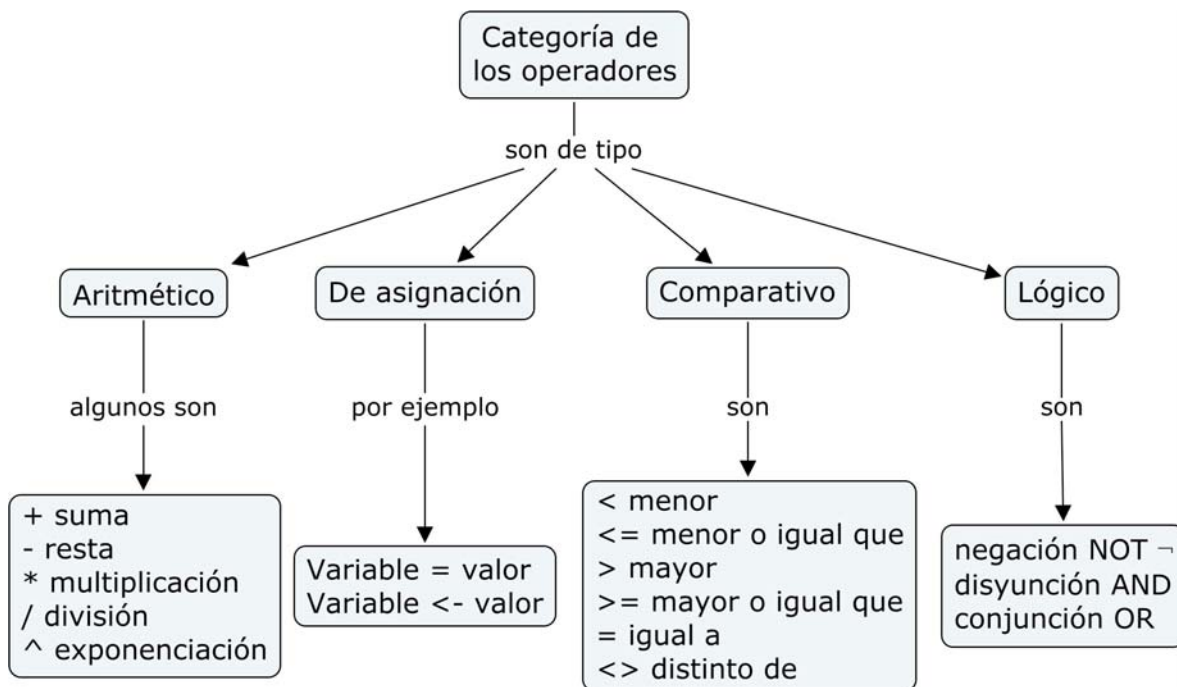 Categoría de
los operadores
son de tipo
Aritmético
De asignación
Comparativo
Lógico
algunos son
por ejemplo
son
son
+ suma
- resta
* multiplicación
/ división
^ exponenciación
Variable = valor
Variable <- valor
< menor
<= menor o igual que
> mayor
>= mayor o igual que
= igual a
<> distinto de
negación NOT ¬
disyunción AND
conjunción OR